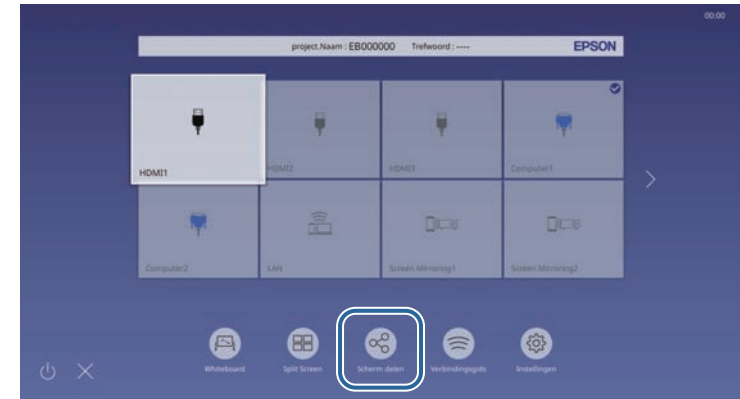 00:00
project.Naam : EB000000 Trefwoord : ----- EPSON
HDMI1 HDMI2 HDMI3 Computer1
Computer2 LAN Screen Mirroring1 Screen Mirroring2
Whiteboard Split Screen Scherm delen Verbindingsgids Instellingen